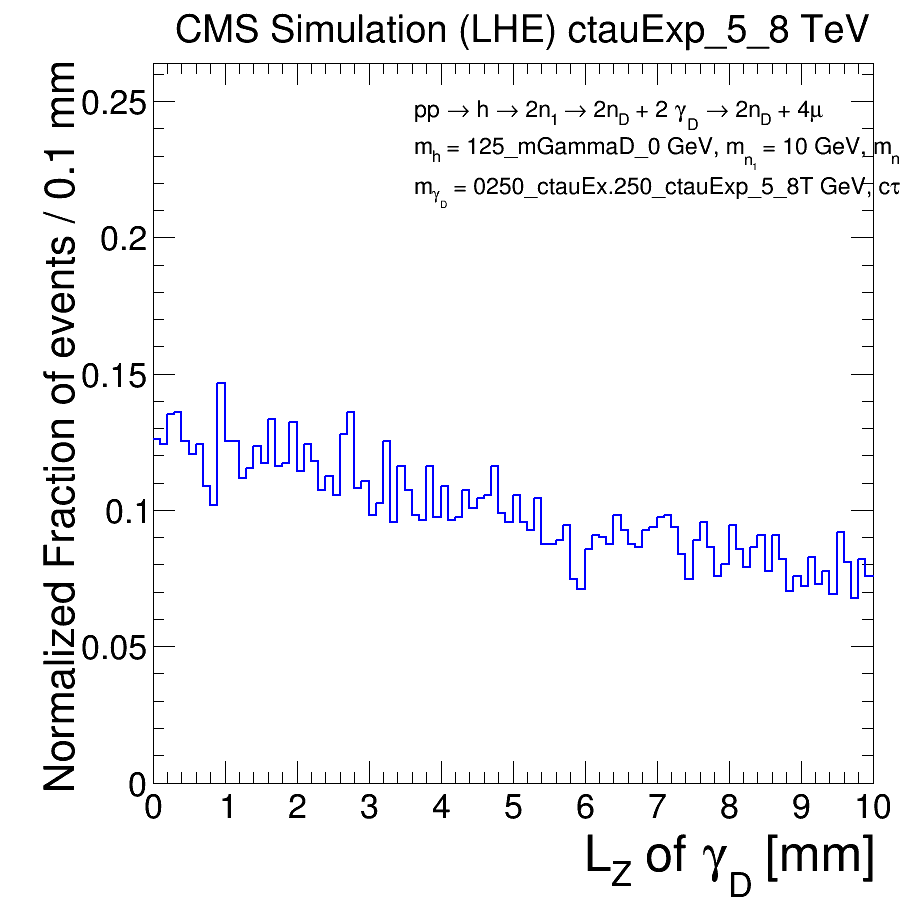 CMS Simulation (LHE) ctauExp_5_8 TeV
pp → h → 2n1 → 2nD + 2 γD → 2nD + 4μ
mh = 125_mGammaD_0 GeV, mn1 = 10 GeV, mn
mγD = 0250_ctauEx.250_ctauExp_5_8T GeV, cτ
Normalized Fraction of events / 0.1 mm
0.25
0.2
0.15
0.1
0.05
0
0 1 2 3 4 5 6 7 8 9 10
LZ of γD [mm]